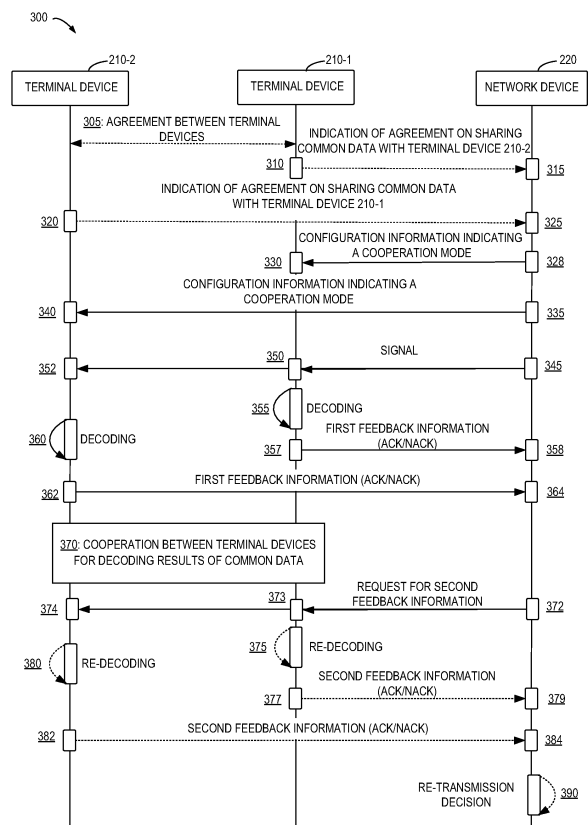 300
210-2
210-1
220
TERMINAL DEVICE
TERMINAL DEVICE
NETWORK DEVICE
305: AGREEMENT BETWEEN TERMINAL
DEVICES
INDICATION OF AGREEMENT ON SHARING
COMMON DATA WITH TERMINAL DEVICE 210-2
310
315
INDICATION OF AGREEMENT ON SHARING COMMON DATA
WITH TERMINAL DEVICE 210-1
320
325
CONFIGURATION INFORMATION INDICATING
A COOPERATION MODE
330
328
CONFIGURATION INFORMATION INDICATING A
COOPERATION MODE
340
335
SIGNAL
352
350
345
355
DECODING
360
DECODING
FIRST FEEDBACK INFORMATION
(ACK/NACK)
357
358
FIRST FEEDBACK INFORMATION (ACK/NACK)
362
364
370: COOPERATION BETWEEN TERMINAL DEVICES
FOR DECODING RESULTS OF COMMON DATA
REQUEST FOR SECOND
FEEDBACK INFORMATION
374
373
372
375
RE-DECODING
380
RE-DECODING
SECOND FEEDBACK INFORMATION
(ACK/NACK)
377
379
SECOND FEEDBACK INFORMATION (ACK/NACK)
382
384
RE-TRANSMISSION
DECISION
390